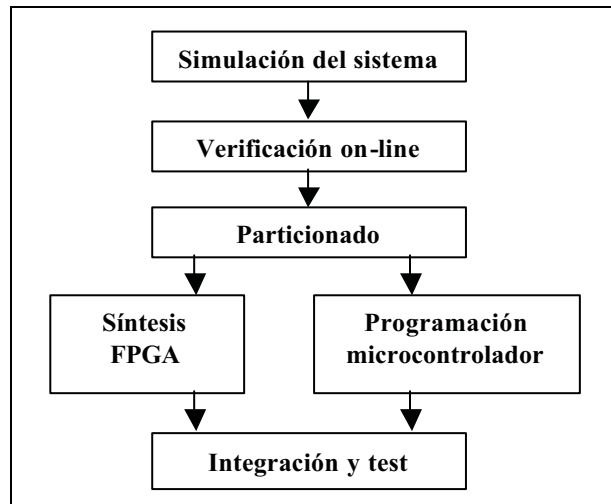 Simulación del sistema
Verificación on-line
Particionado
Síntesis
FPGA
Programación
microcontrolador
Integración y test